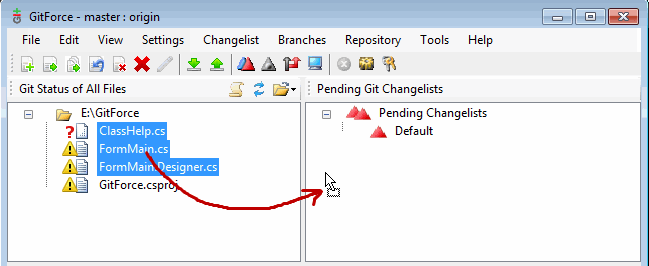 GitForce - master : origin
File Edit View Settings Changelist Branches Repository Tools Help
Git Status of All Files
Pending Git Changelists
E:\GitForce
ClassHelp.cs
FormMain.cs
FormMain.Designer.cs
GitForce.csproj
Pending Changelists
Default